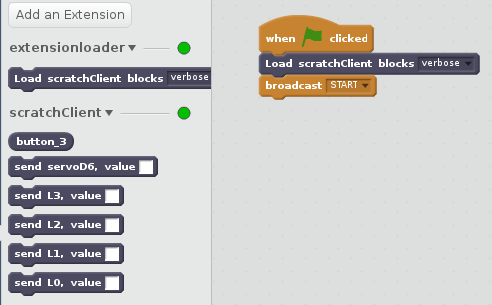 Add an Extension
extensionloader
Load scratchClient blocks verbose
scratchClient
button_3
send servoD6, value
send L3, value
send L2, value
send L1, value
send L0, value
when clicked
Load scratchClient blocks verbose
broadcast START